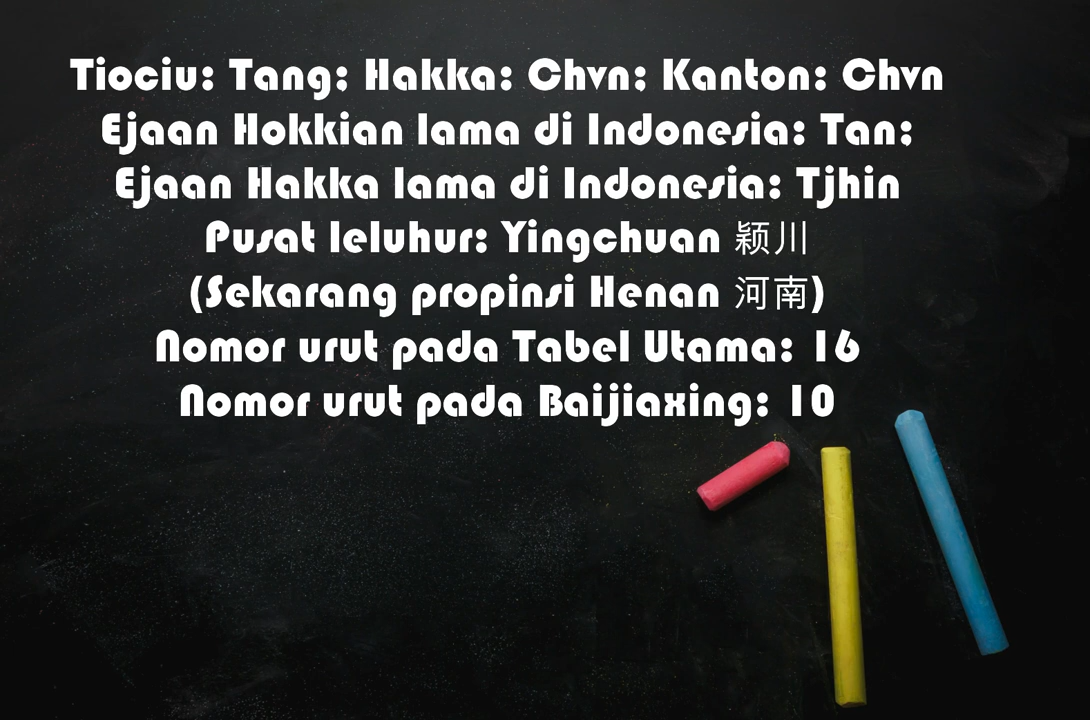 Tiociu: Tang; Hakka: Chvn; Kanton: Chvn
Ejaan Hokkian lama di Indonesia: Tan;
Ejaan Hakka lama di Indonesia: Tjhin
Pusat leluhur: Yingchuan 颖川
(Sekarang propinsi Henan 河南)
Nomor urut pada Tabel Utama: 16
Nomor urut pada Baijiaxing: 10